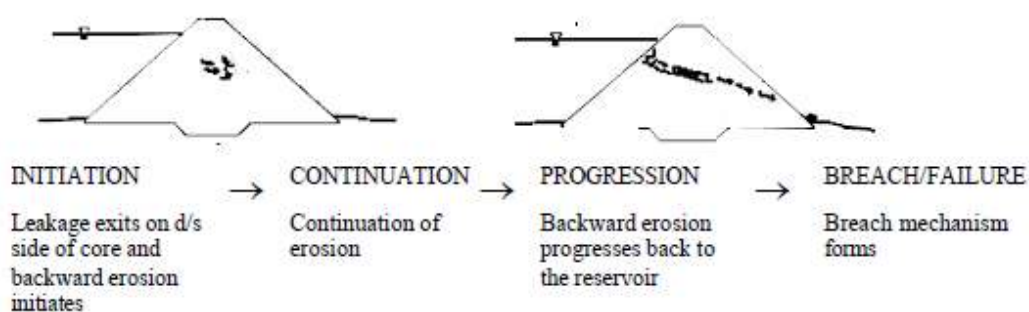 INITIATION → CONTINUATION → PROGRESSION → BREACH/FAILURE
Leakage exits on d/s
side of core and
backward erosion
initiates
Continuation of
erosion
Backward erosion
progresses back to
the reservoir
Breach mechanism
forms